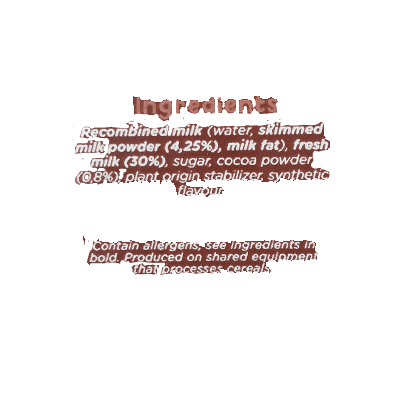 Ingredients
Recombined milk (water, skimmed
milk powder (4,25%), milk fat), fresh
milk (30%), sugar, cocoa powder
(0,8%), plant origin stabilizer, synthetic
flavour.
Contain allergens, see ingredients in
bold. Produced on shared equipment
that processes cereals.